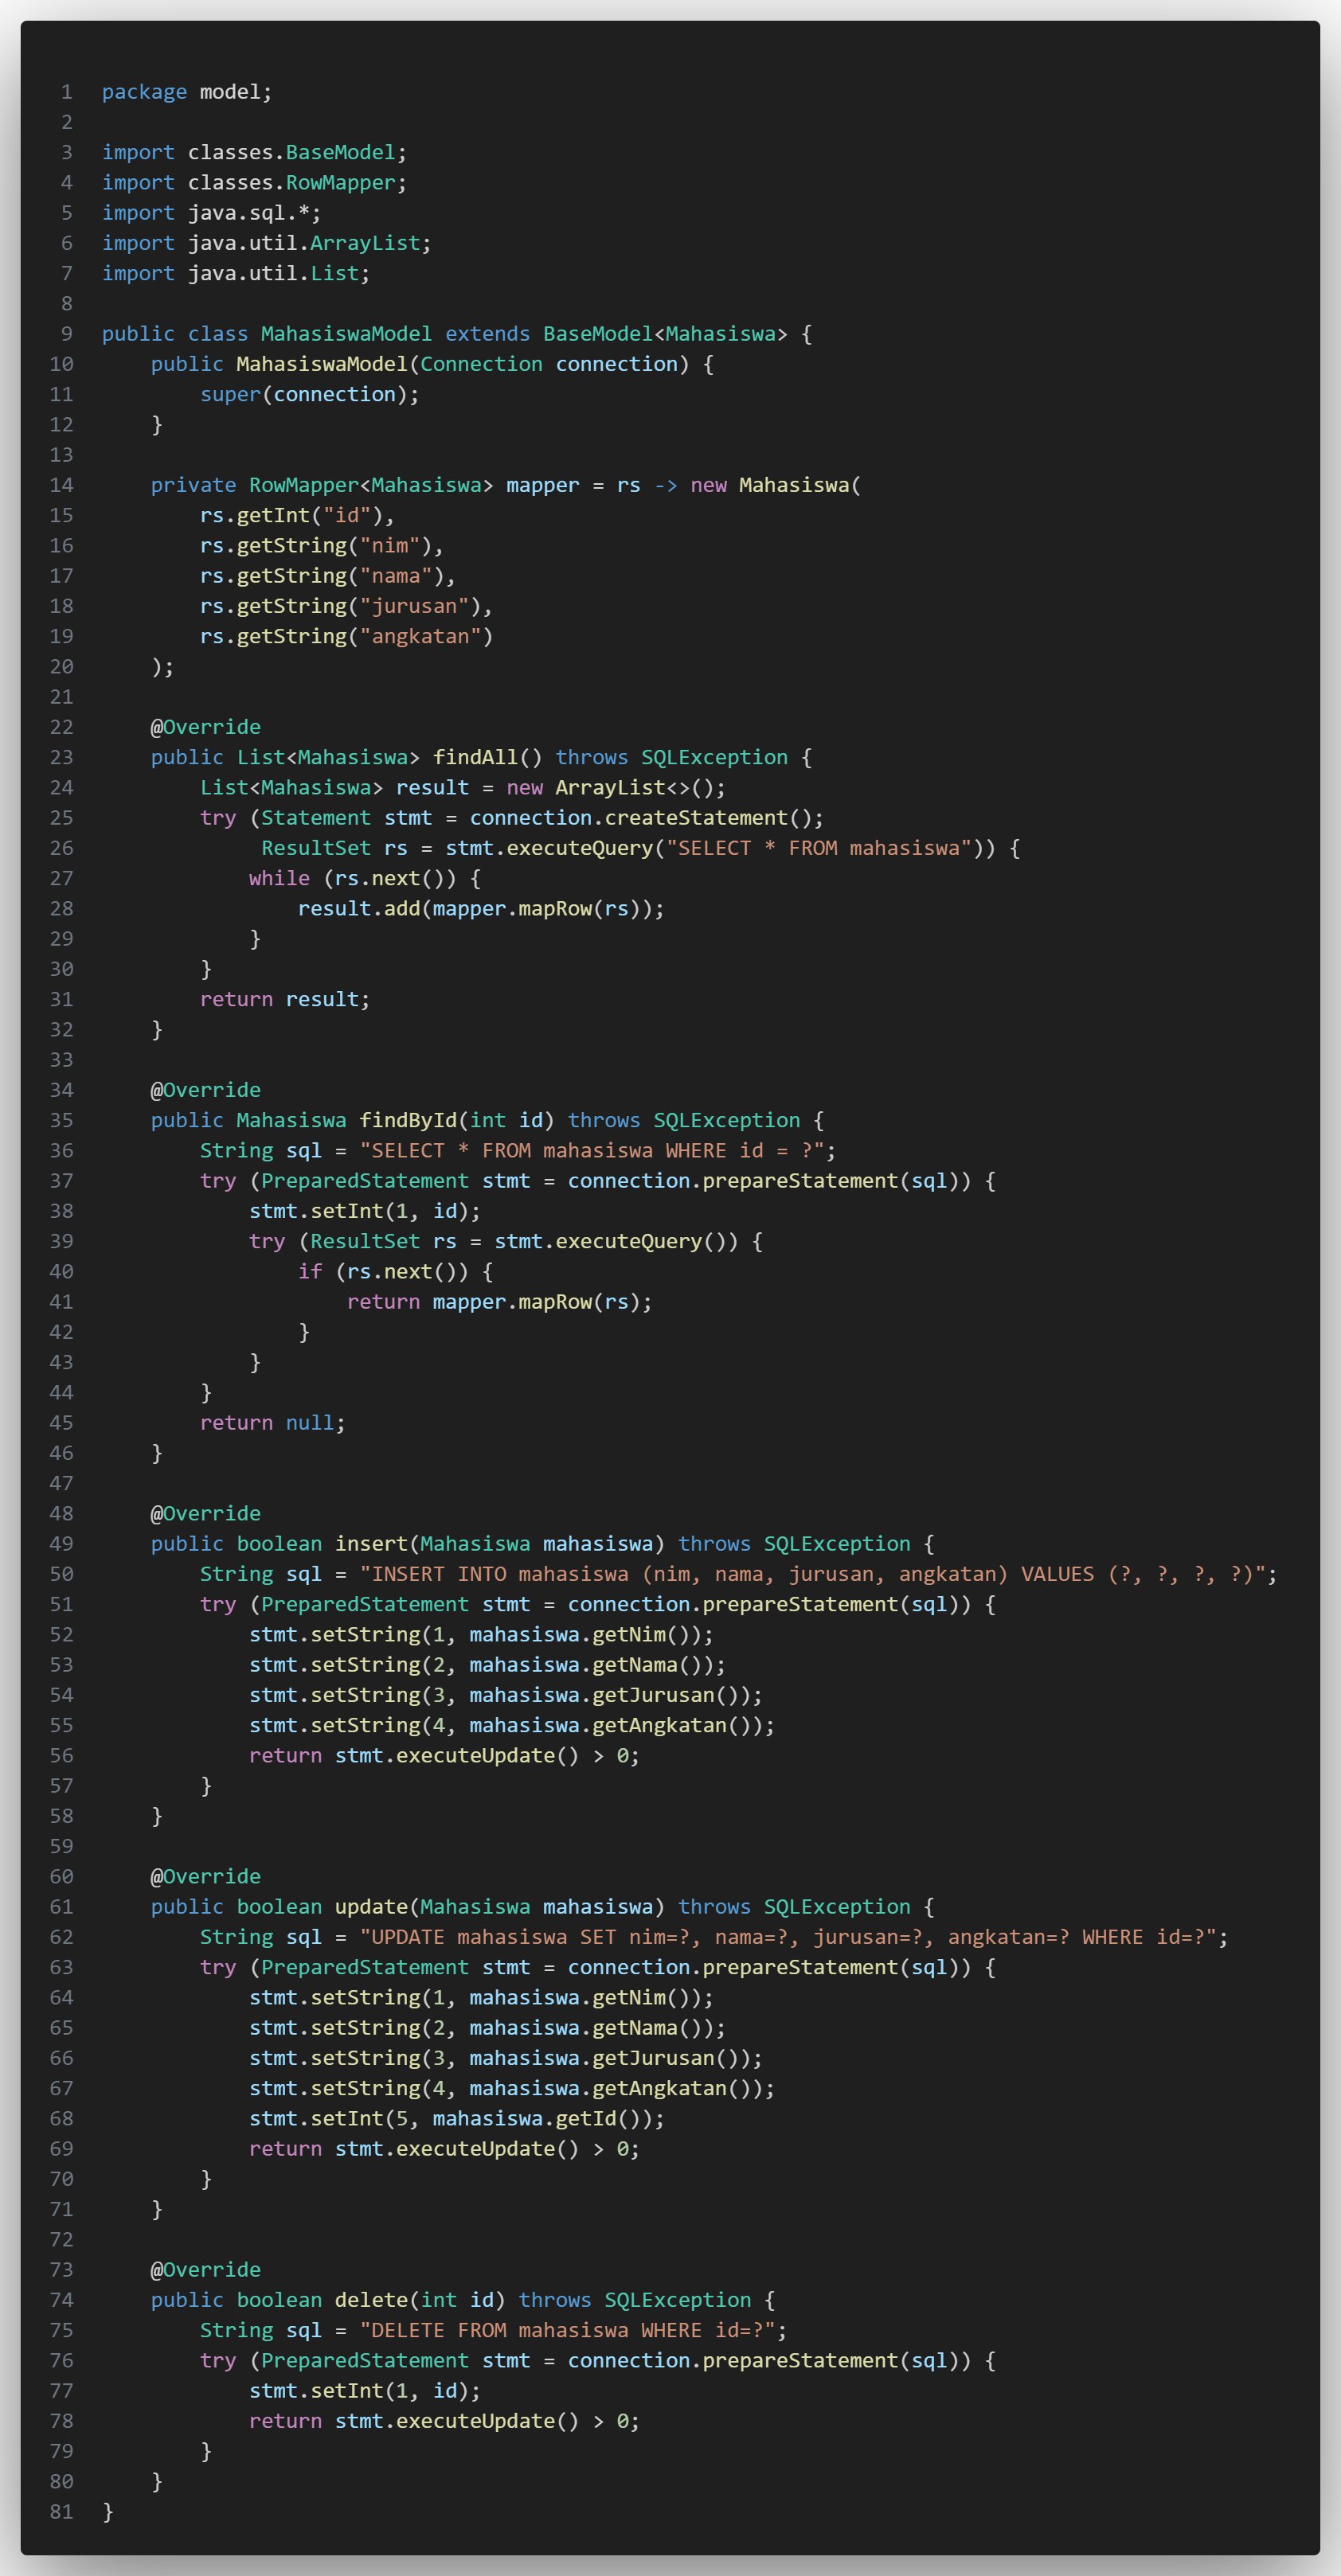 1 package model;
2
3 import classes.BaseModel;
4 import classes.RowMapper;
5 import java.sql.*;
6 import java.util.ArrayList;
7 import java.util.List;
8
9 public class MahasiswaModel extends BaseModel<Mahasiswa> {
10     public MahasiswaModel(Connection connection) {
11         super(connection);
12     }
13
14     private RowMapper<Mahasiswa> mapper = rs -> new Mahasiswa(
15         rs.getInt("id"),
16         rs.getString("nim"),
17         rs.getString("nama"),
18         rs.getString("jurusan"),
19         rs.getString("angkatan")
20     );
21
22     @Override
23     public List<Mahasiswa> findAll() throws SQLException {
24         List<Mahasiswa> result = new ArrayList<>();
25         try (Statement stmt = connection.createStatement();
26              ResultSet rs = stmt.executeQuery("SELECT * FROM mahasiswa")) {
27             while (rs.next()) {
28                 result.add(mapper.mapRow(rs));
29             }
30         }
31         return result;
32     }
33
34     @Override
35     public Mahasiswa findById(int id) throws SQLException {
36         String sql = "SELECT * FROM mahasiswa WHERE id = ?";
37         try (PreparedStatement stmt = connection.prepareStatement(sql)) {
38             stmt.setInt(1, id);
39             try (ResultSet rs = stmt.executeQuery()) {
40                 if (rs.next()) {
41                     return mapper.mapRow(rs);
42                 }
43             }
44         }
45         return null;
46     }
47
48     @Override
49     public boolean insert(Mahasiswa mahasiswa) throws SQLException {
50         String sql = "INSERT INTO mahasiswa (nim, nama, jurusan, angkatan) VALUES (?, ?, ?, ?)";
51         try (PreparedStatement stmt = connection.prepareStatement(sql)) {
52             stmt.setString(1, mahasiswa.getNim());
53             stmt.setString(2, mahasiswa.getNama());
54             stmt.setString(3, mahasiswa.getJurusan());
55             stmt.setString(4, mahasiswa.getAngkatan());
56             return stmt.executeUpdate() > 0;
57         }
58     }
59
60     @Override
61     public boolean update(Mahasiswa mahasiswa) throws SQLException {
62         String sql = "UPDATE mahasiswa SET nim=?, nama=?, jurusan=?, angkatan=? WHERE id=?";
63         try (PreparedStatement stmt = connection.prepareStatement(sql)) {
64             stmt.setString(1, mahasiswa.getNim());
65             stmt.setString(2, mahasiswa.getNama());
66             stmt.setString(3, mahasiswa.getJurusan());
67             stmt.setString(4, mahasiswa.getAngkatan());
68             stmt.setInt(5, mahasiswa.getId());
69             return stmt.executeUpdate() > 0;
70         }
71     }
72
73     @Override
74     public boolean delete(int id) throws SQLException {
75         String sql = "DELETE FROM mahasiswa WHERE id=?";
76         try (PreparedStatement stmt = connection.prepareStatement(sql)) {
77             stmt.setInt(1, id);
78             return stmt.executeUpdate() > 0;
79         }
80     }
81 }